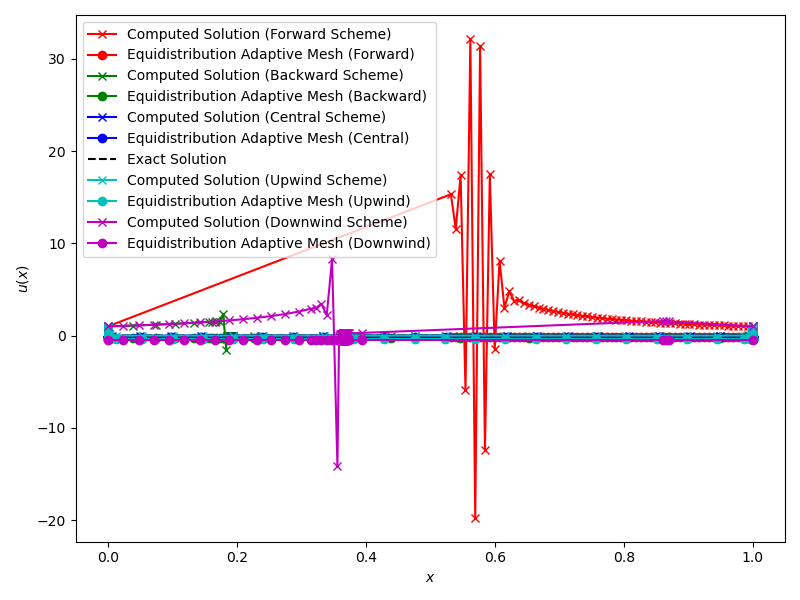 Computed Solution (Forward Scheme)
Equidistribution Adaptive Mesh (Forward)
Computed Solution (Backward Scheme)
Equidistribution Adaptive Mesh (Backward)
Computed Solution (Central Scheme)
Equidistribution Adaptive Mesh (Central)
Exact Solution
Computed Solution (Upwind Scheme)
Equidistribution Adaptive Mesh (Upwind)
Computed Solution (Downwind Scheme)
Equidistribution Adaptive Mesh (Downwind)
30
20
10
0
−10
−20
u(x)
0.0 0.2 0.4 0.6 0.8 1.0
x